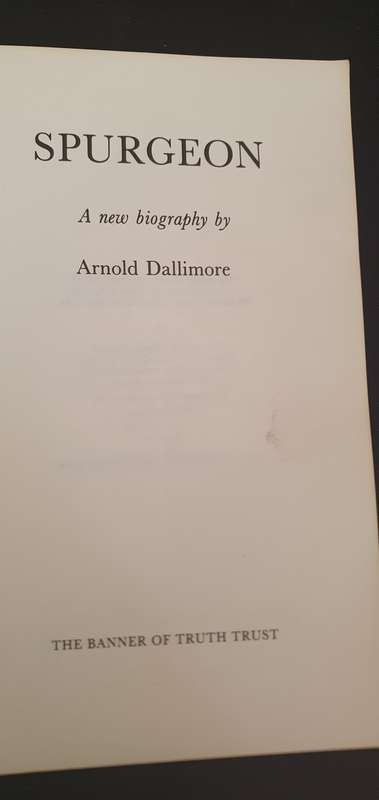 SPURGEON
A new biography by
Arnold Dallimore
THE BANNER OF TRUTH TRUST